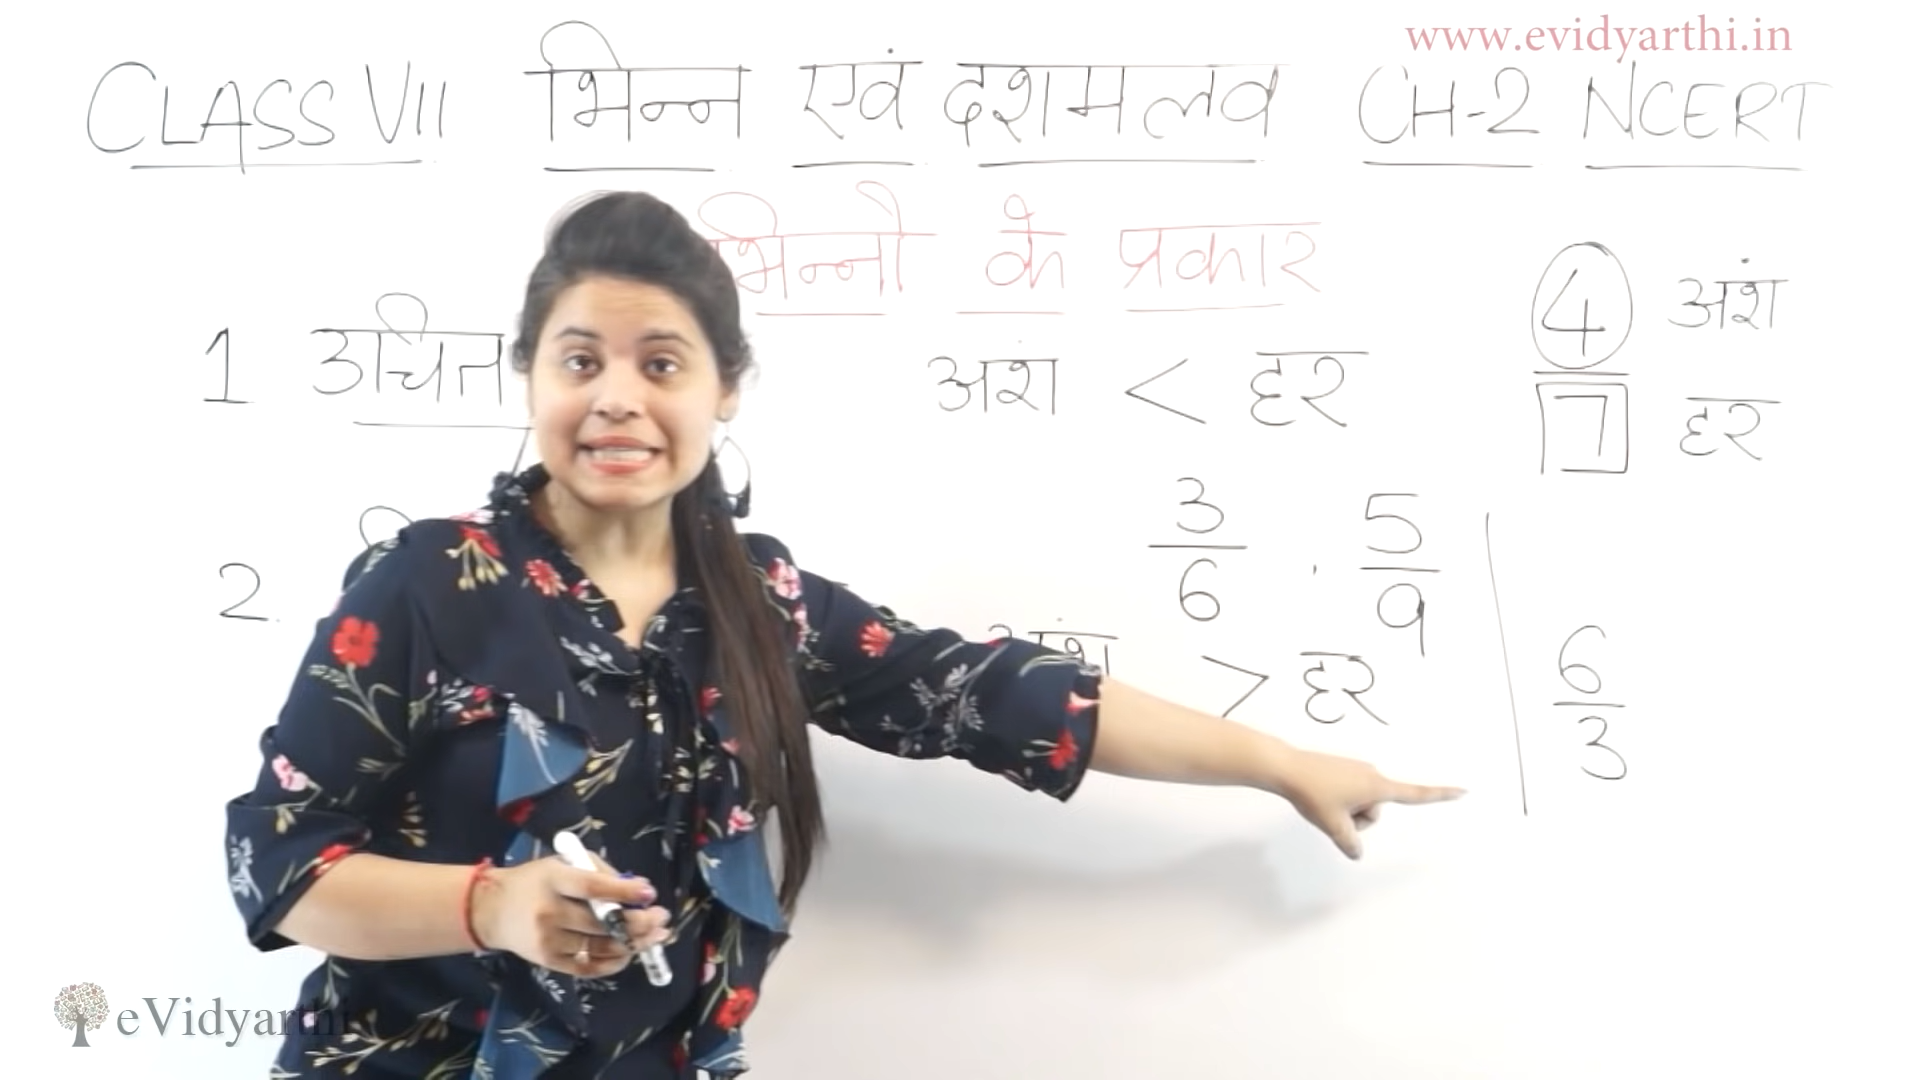 www.evidyarthi.in
CLASS VII भिन्न एवं दशमलव CH-2 NCERT
भिन्नो के प्रकार
1 उचित
अंश < हर
4 अंश
7 हर
3/6 . 5/9
2.
अंश > हर
6/3
eVidyarthi